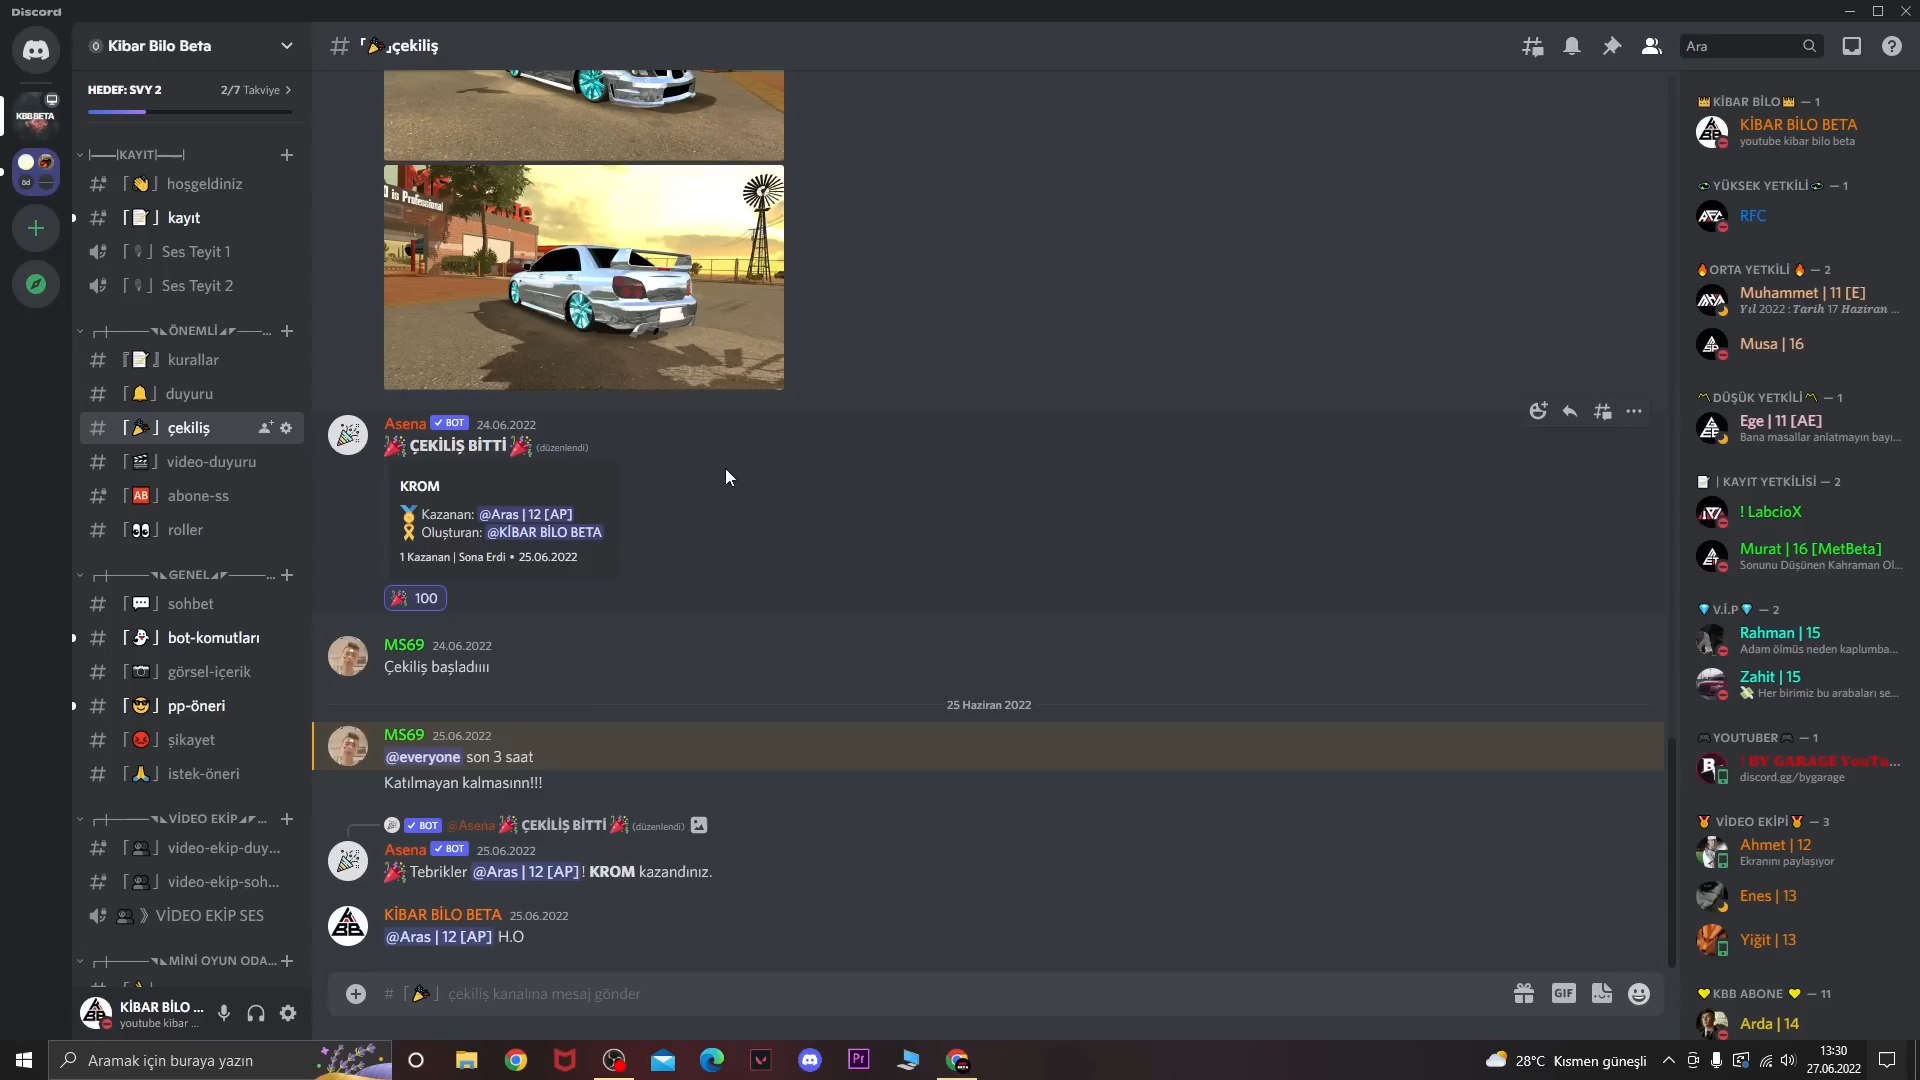 Discord
Kibar Bilo Beta
HEDEF: SVY 2
2/7 Takviye
KBB BETA
KAYIT
hoşgeldiniz
kayıt
Ses Teyit 1
Ses Teyit 2
ÖNEMLİ
kurallar
duyuru
çekiliş
video-duyuru
AB abone-ss
roller
GENEL
sohbet
bot-komutları
görsel-içerik
pp-öneri
şikayet
istek-öneri
VİDEO EKİP
video-ekip-duy...
video-ekip-soh...
VİDEO EKİP SES
MİNİ OYUN ODA...
KİBAR BİLO ...
youtube kibar ...
# çekiliş
Ara
is Professional
Asena BOT 24.06.2022
ÇEKİLİŞ BİTTİ (düzenlendi)
KROM
Kazanan: @Aras | 12 [AP]
Oluşturan: @KİBAR BİLO BETA
1 Kazanan | Sona Erdi • 25.06.2022
100
MS69 24.06.2022
Çekiliş başladıııı
25 Haziran 2022
MS69 25.06.2022
@everyone son 3 saat
Katılmayan kalmasınn!!!
BOT @Asena ÇEKİLİŞ BİTTİ (düzenlendi)
Asena BOT 25.06.2022
Tebrikler @Aras | 12 [AP]! KROM kazandınız.
KİBAR BİLO BETA 25.06.2022
@Aras | 12 [AP] H.O
# çekiliş kanalına mesaj gönder
GIF
KİBAR BİLO — 1
KİBAR BİLO BETA
youtube kibar bilo beta
YÜKSEK YETKİLİ — 1
RFC
ORTA YETKİLİ — 2
Muhammet | 11 [E]
Yıl 2022 : Tarih 17 Haziran ...
Musa | 16
DÜŞÜK YETKİLİ — 1
Ege | 11 [AE]
Bana masallar anlatmayın bayı...
| KAYIT YETKİLİSİ — 2
! LabcioX
Murat | 16 [MetBeta]
Sonunu Düşünen Kahraman Ol...
V.İ.P — 2
Rahman | 15
Adam ölmüs neden kaplumba...
Zahit | 15
Her birimiz bu arabaları se...
YOUTUBER — 1
! BY GARAGE YouTu...
discord.gg/bygarage
VİDEO EKİPİ — 3
Ahmet | 12
Ekranını paylaşıyor
Enes | 13
Yiğit | 13
KBB ABONE — 11
Arda | 14
Aramak için buraya yazın
Pr
28°C Kısmen güneşli
13:30
27.06.2022